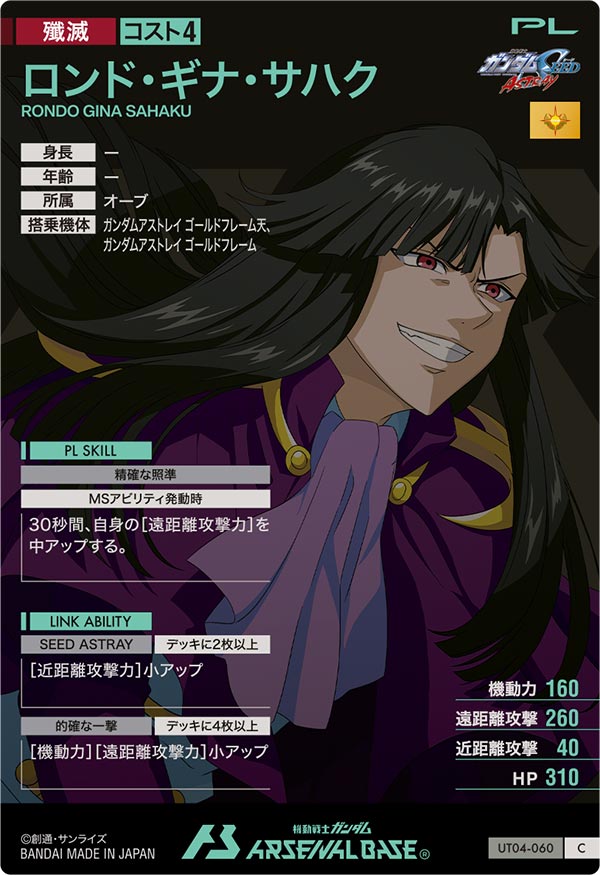 殲滅 コスト4 PL
ロンド・ギナ・サハク
RONDO GINA SAHAKU
ガンダムSEED
ASTRAY
身長 ー
年齢 ー
所属 オーブ
搭乗機体 ガンダムアストレイ ゴールドフレーム天、
ガンダムアストレイ ゴールドフレーム
PL SKILL
精確な照準
MSアビリティ発動時
30秒間、自身の[遠距離攻撃力]を
中アップする。
LINK ABILITY
SEED ASTRAY デッキに2枚以上
[近距離攻撃力]小アップ
的確な一撃 デッキに4枚以上
[機動力][遠距離攻撃力]小アップ
機動力 160
遠距離攻撃 260
近距離攻撃 40
HP 310
©創通・サンライズ
BANDAI MADE IN JAPAN
機動戦士ガンダム
ARSENAL BASE®
UT04-060 C